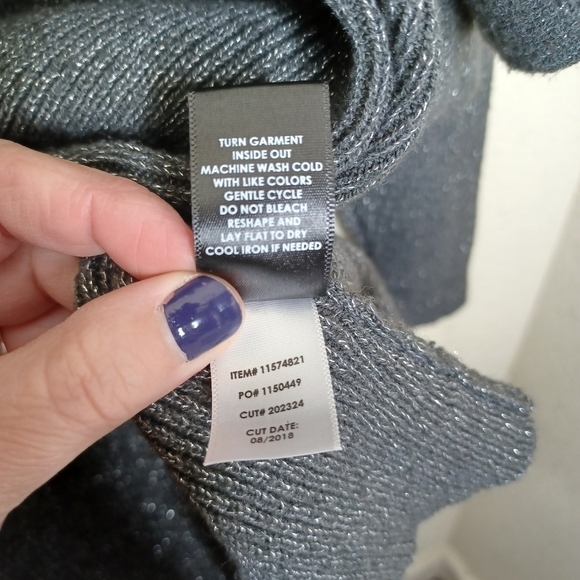 TURN GARMENT
INSIDE OUT
MACHINE WASH COLD
WITH LIKE COLORS
GENTLE CYCLE
DO NOT BLEACH
RESHAPE AND
LAY FLAT TO DRY
COOL IRON IF NEEDED
ITEM# 11574821
PO# 1150449
CUT# 202324
CUT DATE:
08/2018